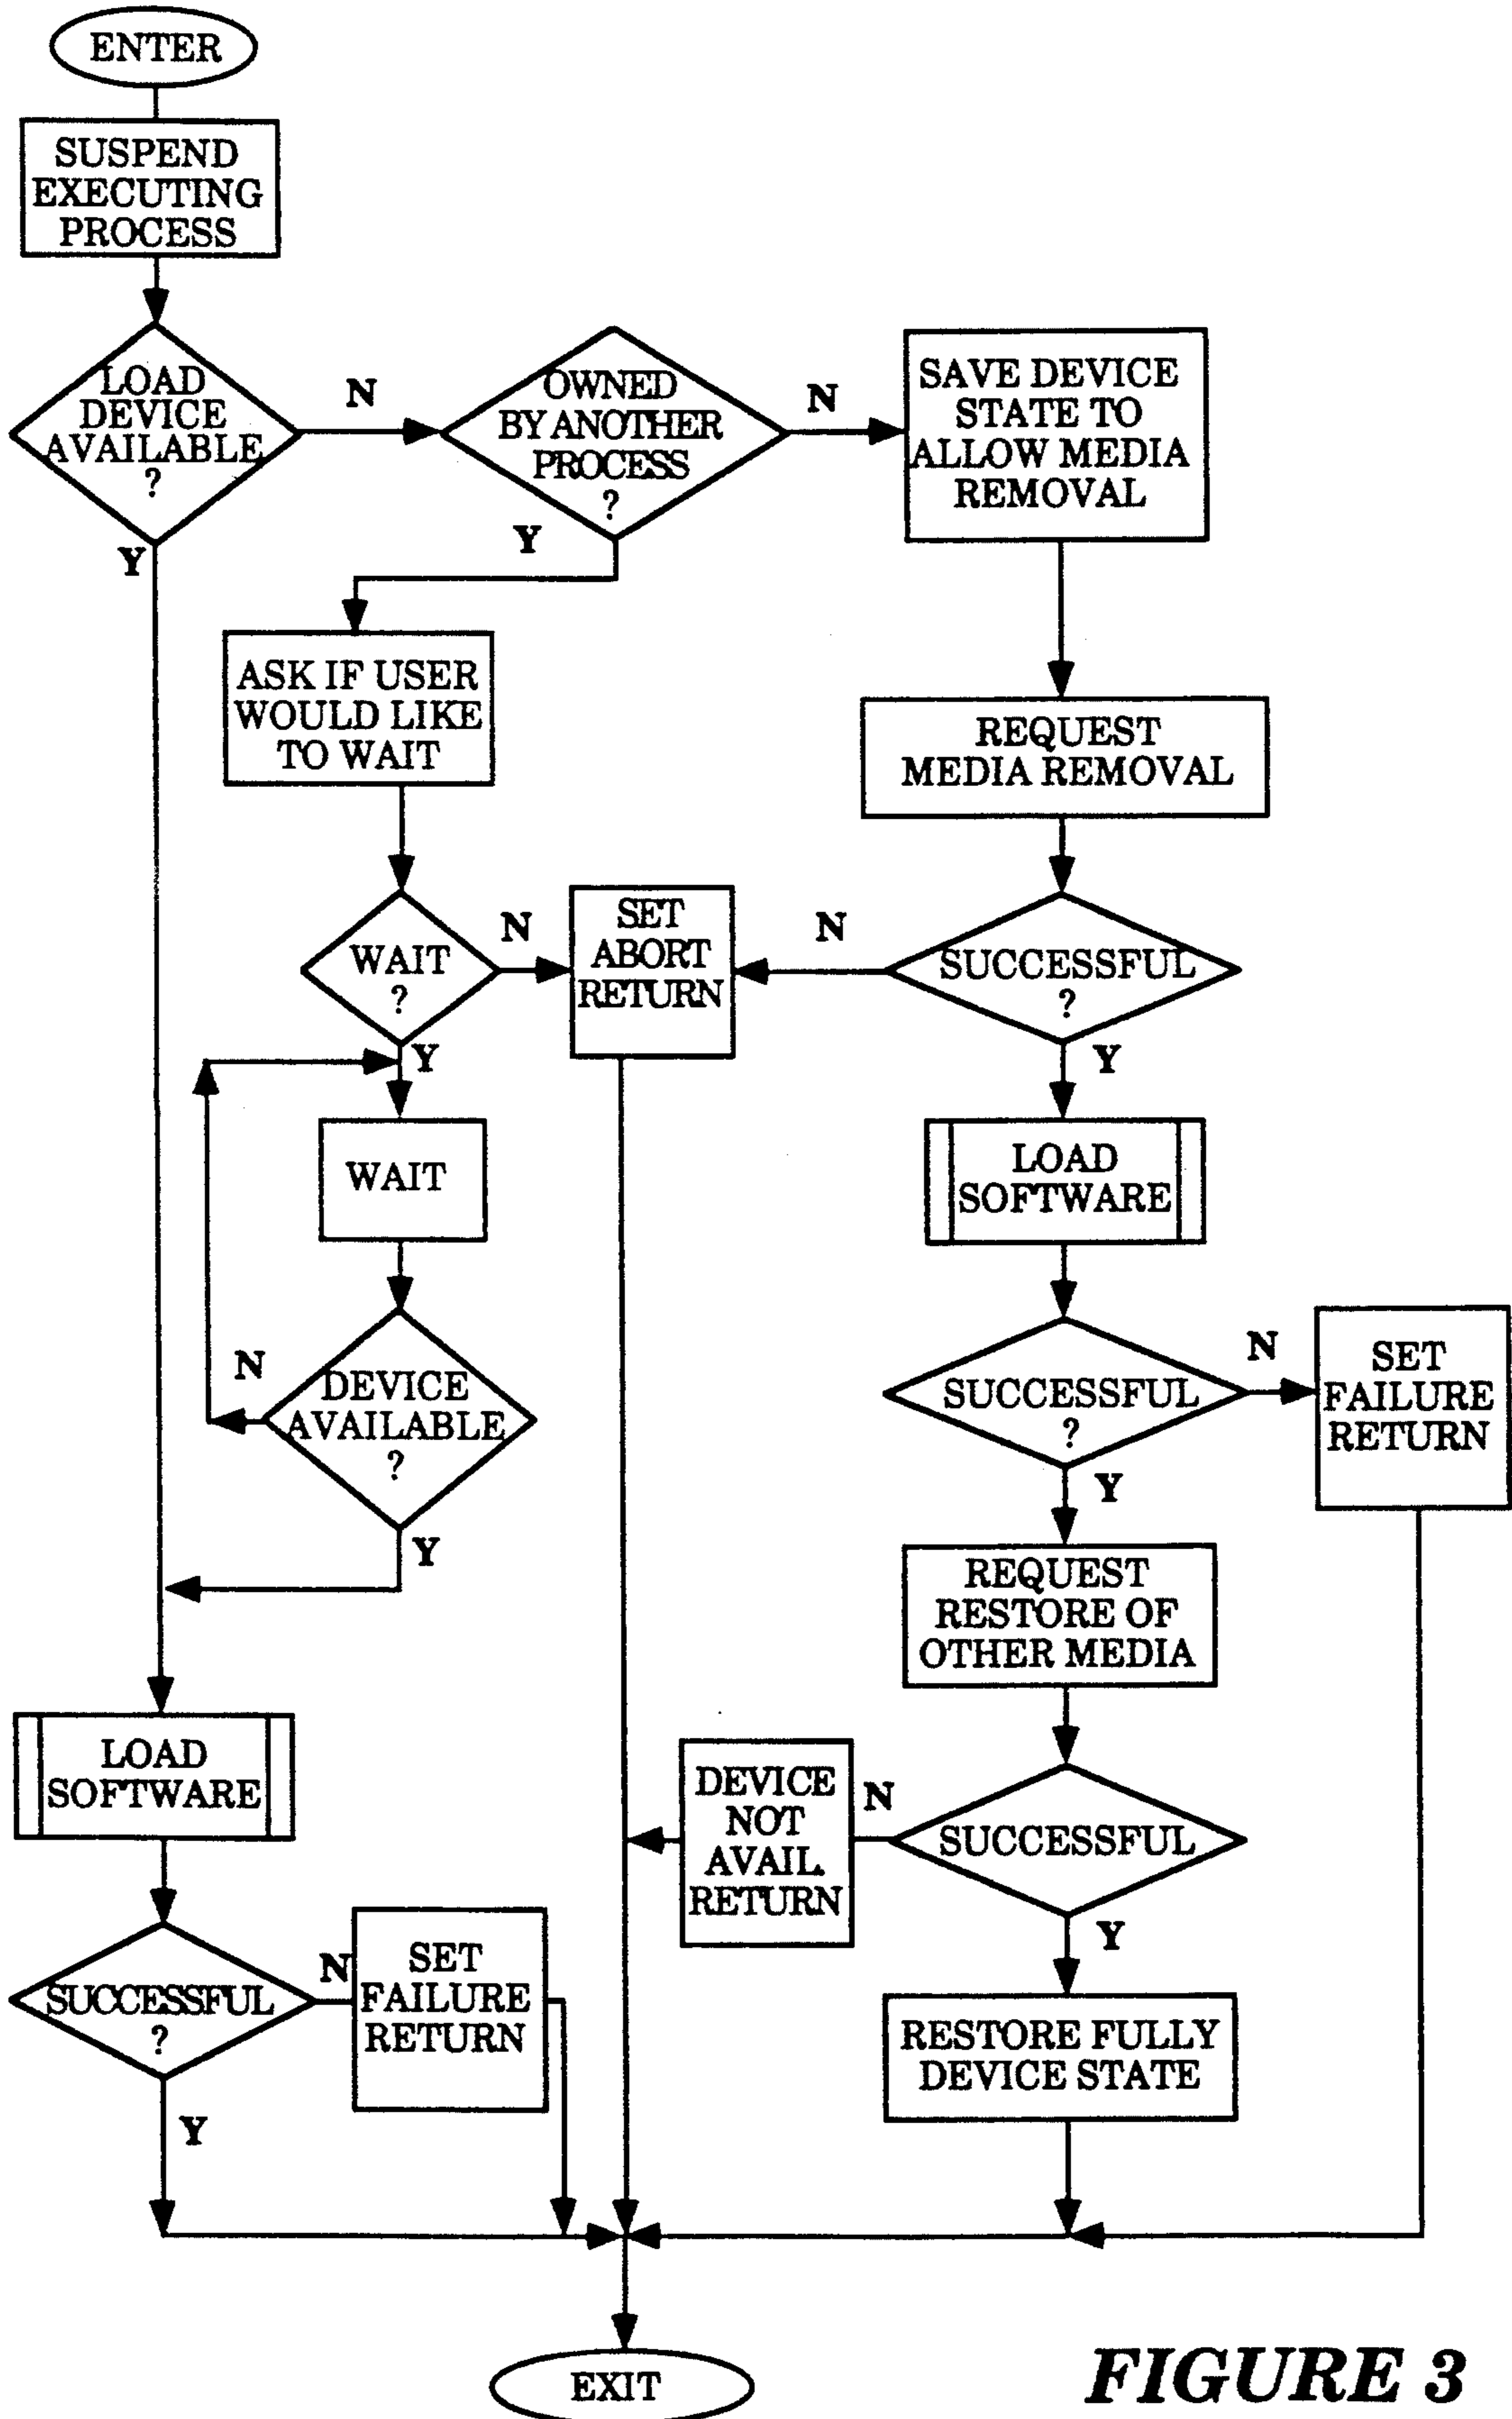 ENTER
SUSPEND
EXECUTING
PROCESS
LOAD
DEVICE
AVAILABLE
?
N
Y
OWNED
BY ANOTHER
PROCESS
?
N
Y
SAVE DEVICE
STATE TO
ALLOW MEDIA
REMOVAL
ASK IF USER
WOULD LIKE
TO WAIT
REQUEST
MEDIA REMOVAL
WAIT
?
N
Y
SET
ABORT
RETURN
N
SUCCESSFUL
?
Y
WAIT
LOAD
SOFTWARE
DEVICE
AVAILABLE
?
N
Y
SUCCESSFUL
?
N
Y
SET
FAILURE
RETURN
REQUEST
RESTORE OF
OTHER MEDIA
LOAD
SOFTWARE
DEVICE
NOT
AVAIL.
RETURN
N
SUCCESSFUL
Y
SUCCESSFUL
?
N
Y
SET
FAILURE
RETURN
RESTORE FULLY
DEVICE STATE
EXIT
FIGURE 3